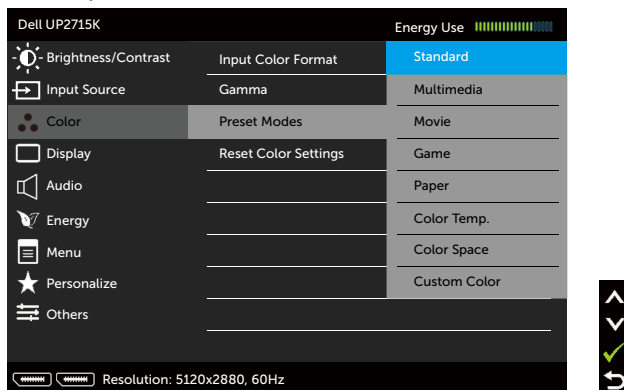 Dell UP2715K
Energy Use
Brightness/Contrast
Input Color Format
Standard
Input Source
Gamma
Multimedia
Color
Preset Modes
Movie
Display
Reset Color Settings
Game
Audio
Paper
Energy
Color Temp.
Menu
Color Space
Personalize
Custom Color
Others
Resolution: 5120x2880, 60Hz